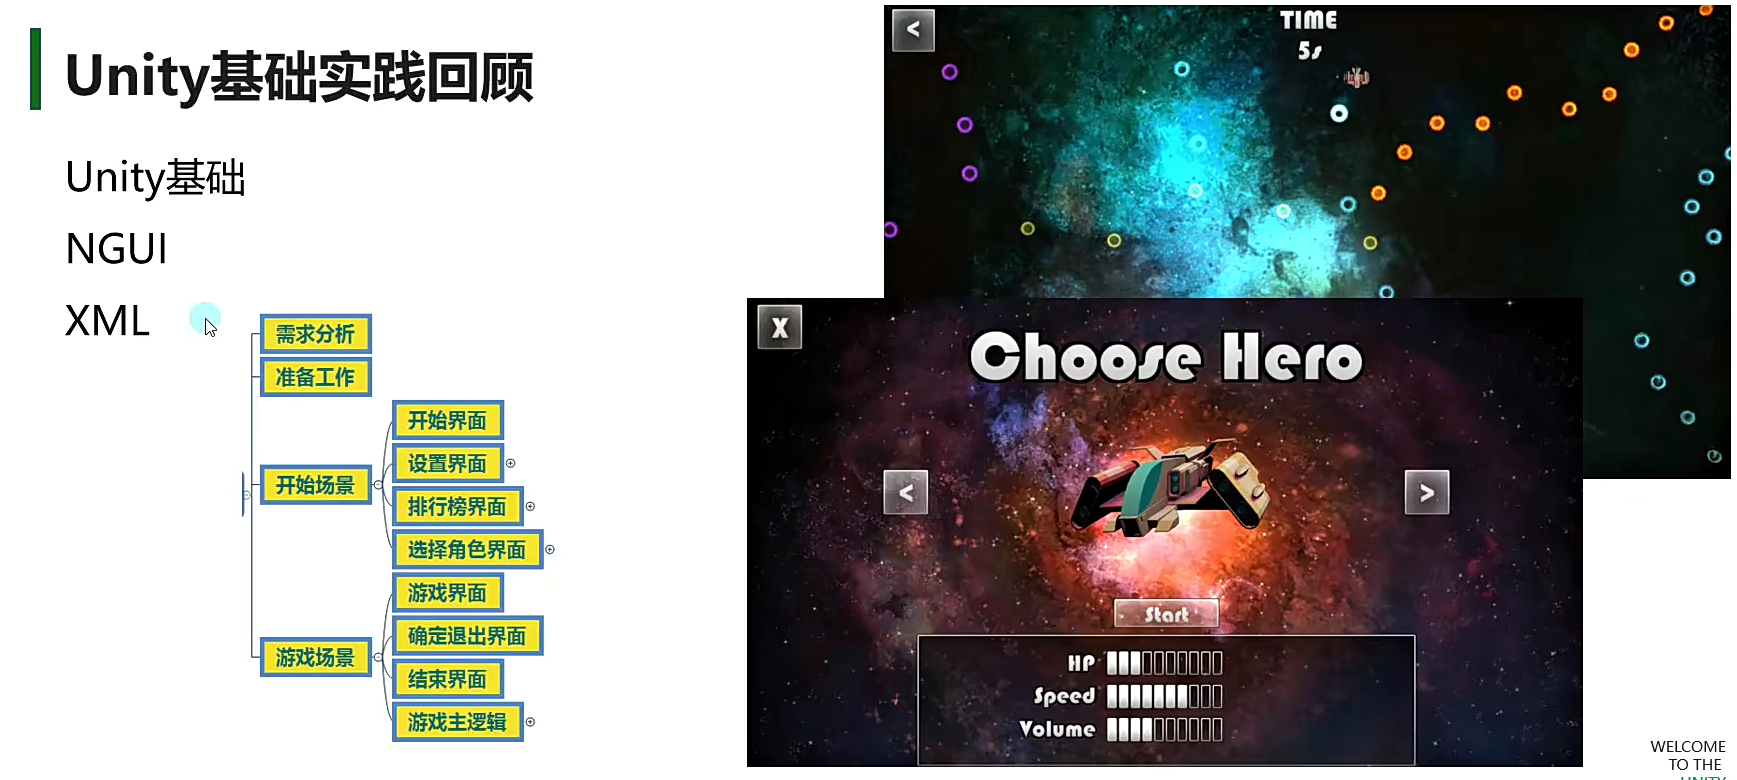 Unity基础实践回顾
Unity基础
NGUI
XML
需求分析
准备工作
开始场景
开始界面
设置界面
排行榜界面
选择角色界面
游戏场景
游戏界面
确定退出界面
结束界面
游戏主逻辑
<
TIME
5s
X
Choose Hero
<
>
Start
HP
Speed
Volume
WELCOME
TO THE
UNITY